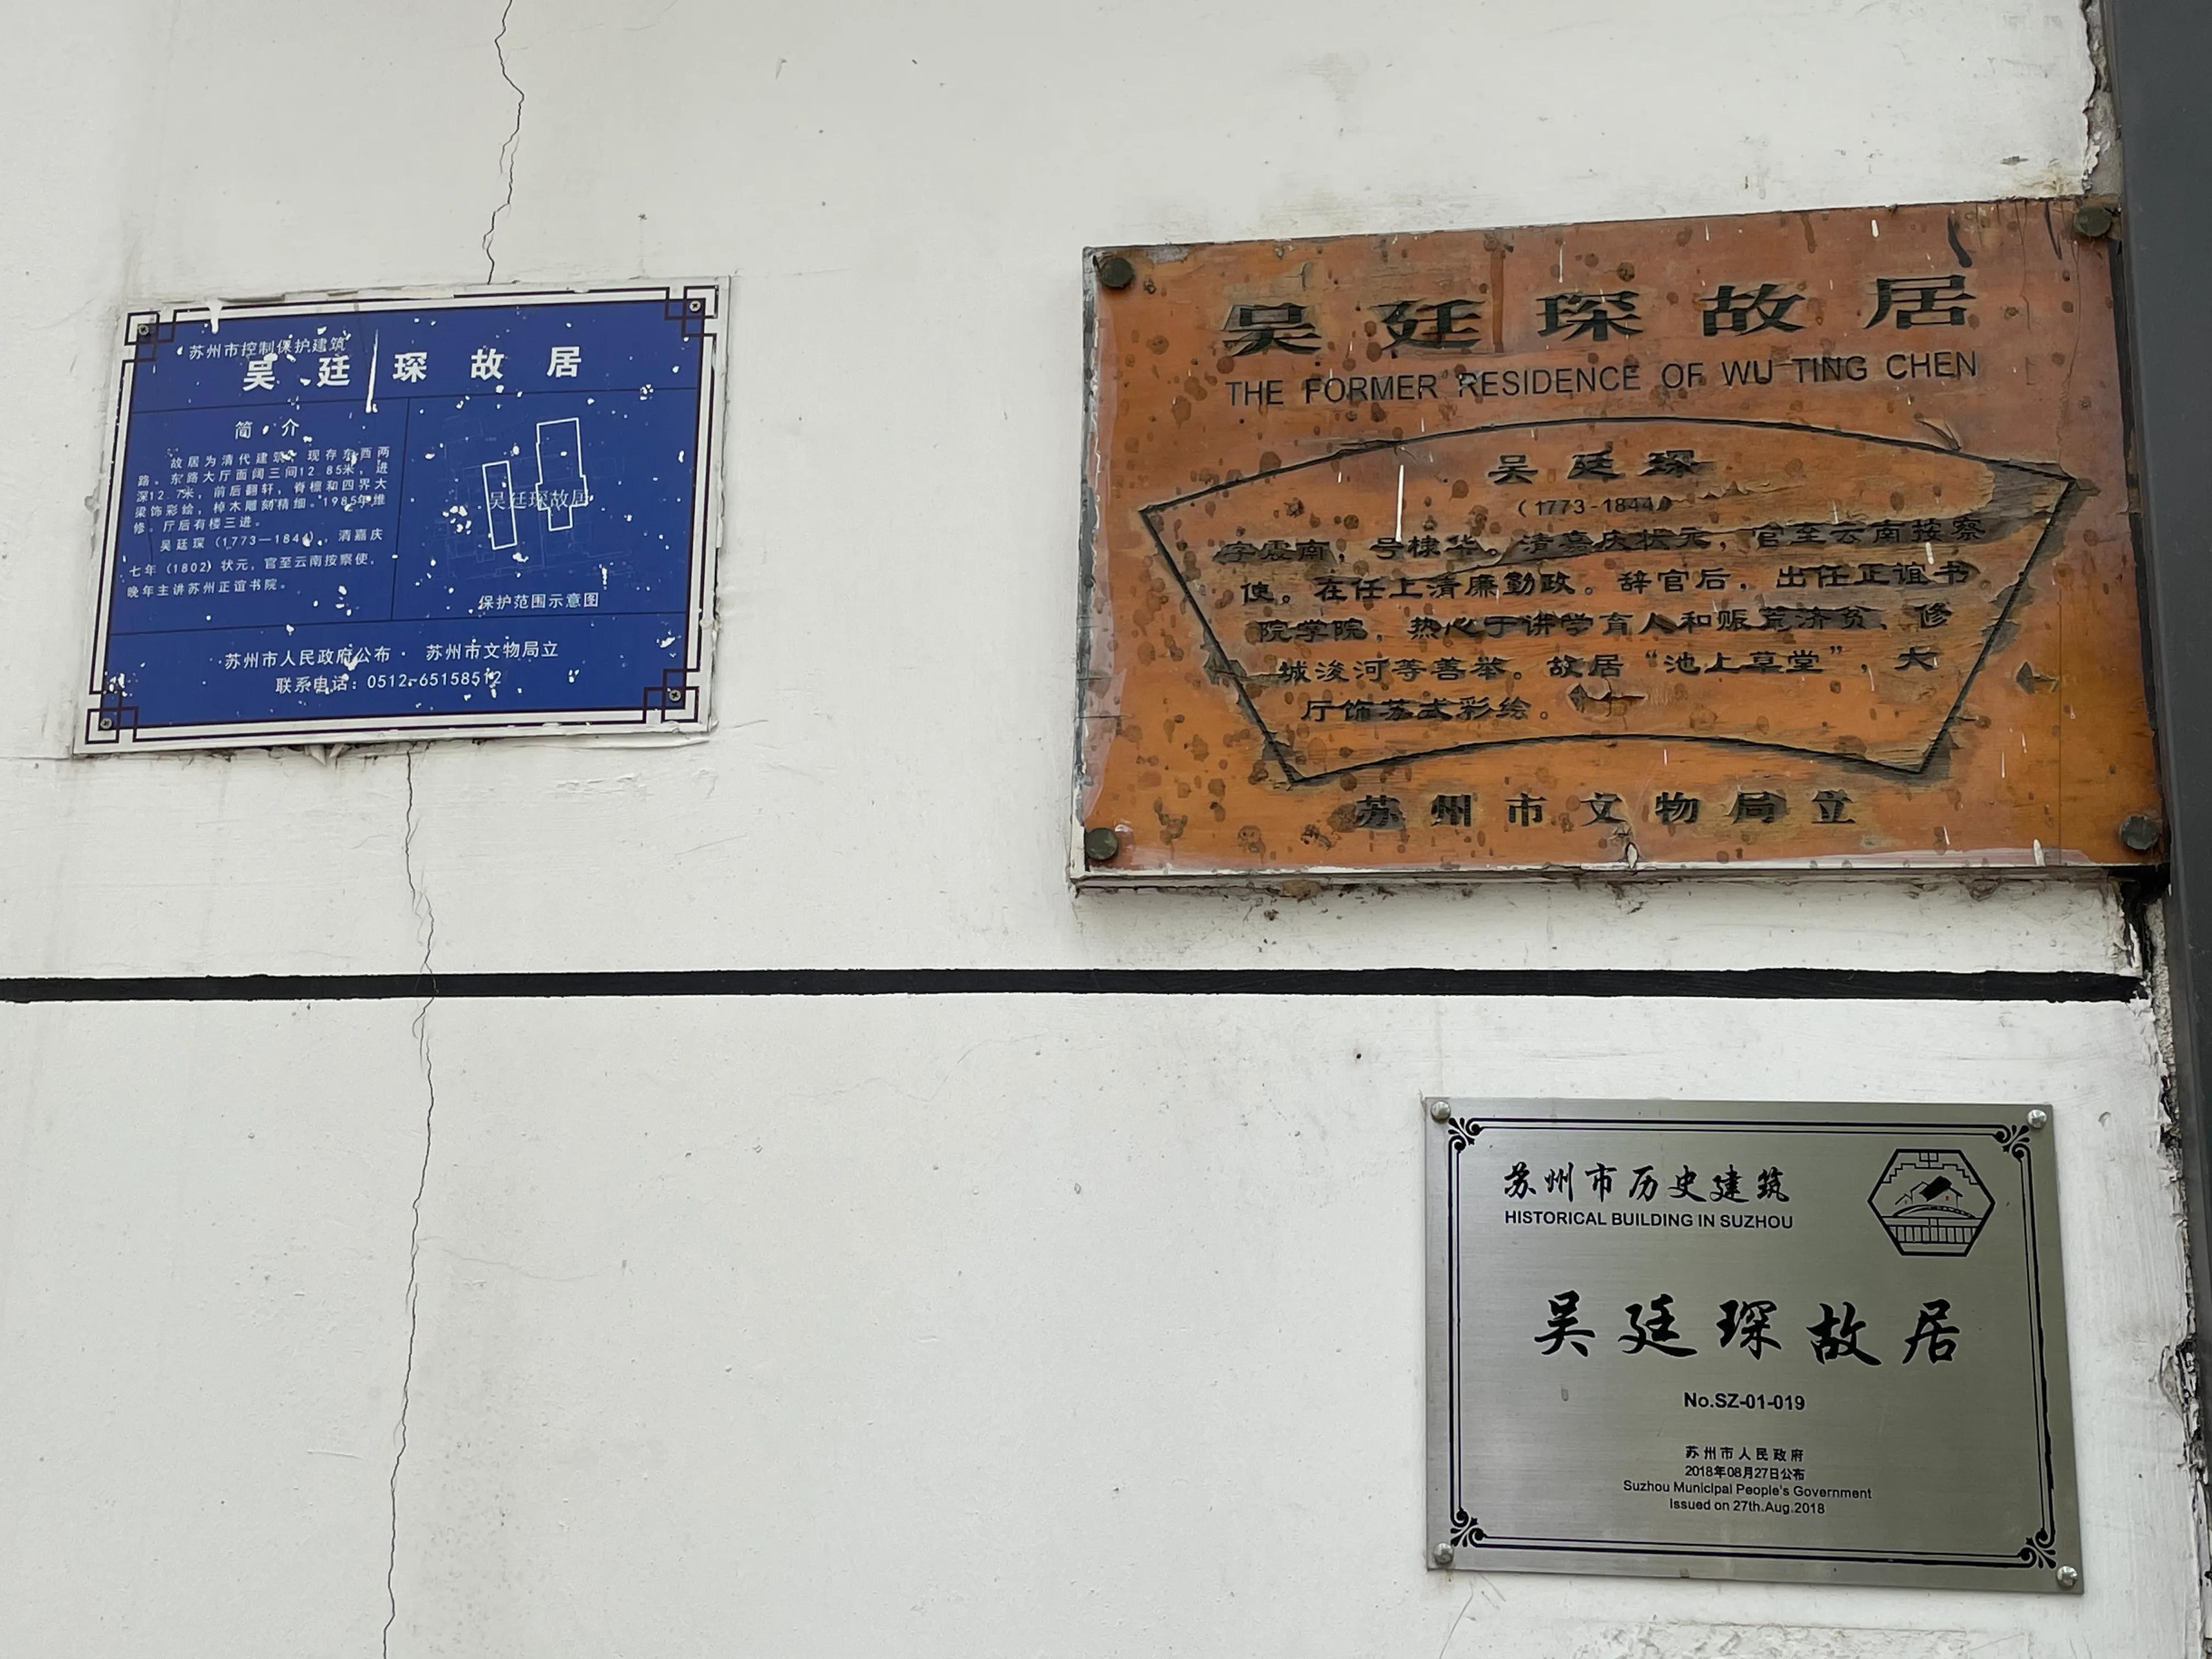 苏州市控制保护建筑
吴廷琛故居
简介
故居为清代建筑，现存东西两
路。东路大厅面阔三间12.85米，进
深12.7米，前后翻轩，脊檩和四界大
梁饰彩绘，棹木雕刻精细。1985年维
修。厅后有楼三进。
吴廷琛（1773—1844），清嘉庆
七年（1802）状元，官至云南按察使，
晚年主讲苏州正谊书院。
吴廷琛故居
保护范围示意图
苏州市人民政府公布 苏州市文物局立
联系电话：0512-65158512
吴廷琛故居
THE FORMER RESIDENCE OF WU TING CHEN
吴廷琛
（1773-1844）
字震南，号棣华。清嘉庆状元，官至云南按察
使。在任上清廉勤政。辞官后，出任正谊书
院学院，热心于讲学育人和赈荒济贫、修
城浚河等善举。故居“池上草堂”，大
厅饰苏式彩绘。
苏州市文物局立
苏州市历史建筑
HISTORICAL BUILDING IN SUZHOU
吴廷琛故居
No.SZ-01-019
苏州市人民政府
2018年08月27日公布
Suzhou Municipal People's Government
Issued on 27th.Aug.2018